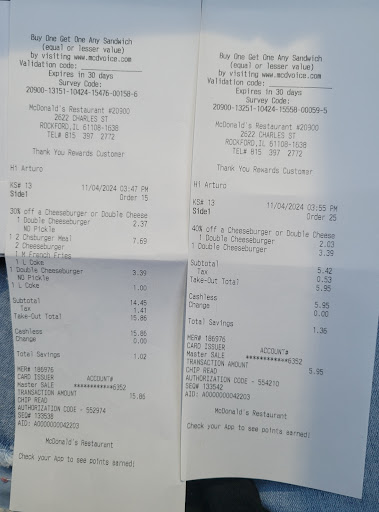 Buy One Get One Any Sandwich
(equal or lesser value)
by visiting www.mcdvoice.com
Validation code:
Expires in 30 days
Survey Code:
20900-13151-10424-15476-00158-6
McDonald's Restaurant #20900
2622 CHARLES ST
ROCKFORD,IL 61108-1638
TEL# 815 397 2772
Thank You Rewards Customer
Hi Arturo
KS# 13 11/04/2024 03:47 PM
Side1 Order 15
30% off a Cheeseburger or Double Cheese
1 Double Cheeseburger 2.37
NO Pickle
1 2 Chsburger Meal 7.69
2 Cheeseburger
1 M French Fries
1 L Coke
1 Double Cheeseburger 3.39
NO Pickle
1 L Coke 1.00
Subtotal 14.45
Tax 1.41
Take-Out Total 15.86
Cashless 15.86
Change 0.00
Total Savings 1.02
MER# 186976
CARD ISSUER ACCOUNT#
Master SALE ************6352
TRANSACTION AMOUNT 15.86
CHIP READ
AUTHORIZATION CODE - 552974
SEQ# 133536
AID: A0000000042203
McDonald's Restaurant
Check your App to see points earned!
Buy One Get One Any Sandwich
(equal or lesser value)
by visiting www.mcdvoice.com
Validation code:
Expires in 30 days
Survey Code:
20900-13251-10424-15558-00059-5
McDonald's Restaurant #20900
2622 CHARLES ST
ROCKFORD,IL 61108-1638
TEL# 815 397 2772
Thank You Rewards Customer
Hi Arturo
KS# 13 11/04/2024 03:55 PM
Side1 Order 25
40% off a Cheeseburger or Double Cheese
1 Double Cheeseburger 2.03
1 Double Cheeseburger 3.39
Subtotal 5.42
Tax 0.53
Take-Out Total 5.95
Cashless 5.95
Change 0.00
Total Savings 1.36
MER# 186976
CARD ISSUER ACCOUNT#
Master SALE ************6352
TRANSACTION AMOUNT 5.95
CHIP READ
AUTHORIZATION CODE - 554210
SEQ# 133542
AID: A0000000042203
McDonald's Restaurant
Check your App to see points earned!